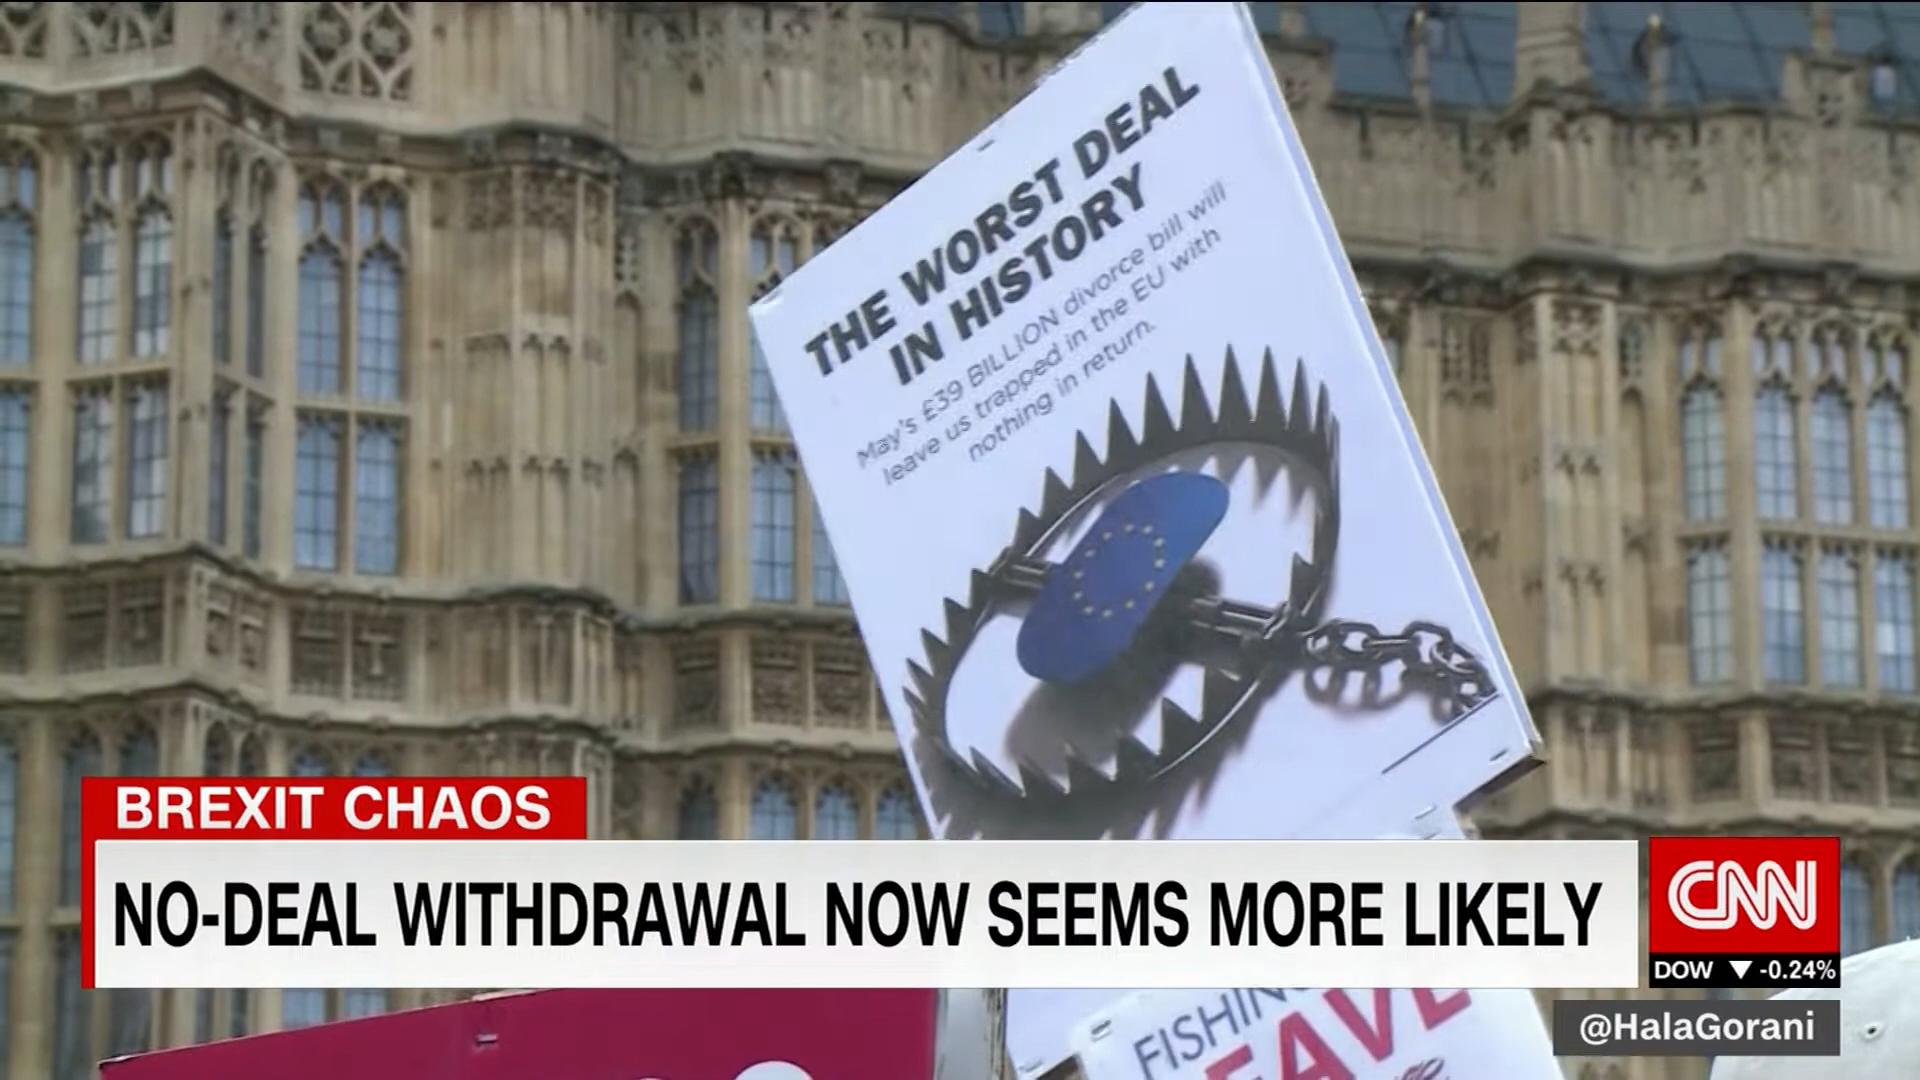 THE WORST DEAL
IN HISTORY
May's £39 BILLION divorce bill will
leave us trapped in the EU with
nothing in return.
BREXIT CHAOS
NO-DEAL WITHDRAWAL NOW SEEMS MORE LIKELY
CNN
DOW ▼ -0.24%
@HalaGorani